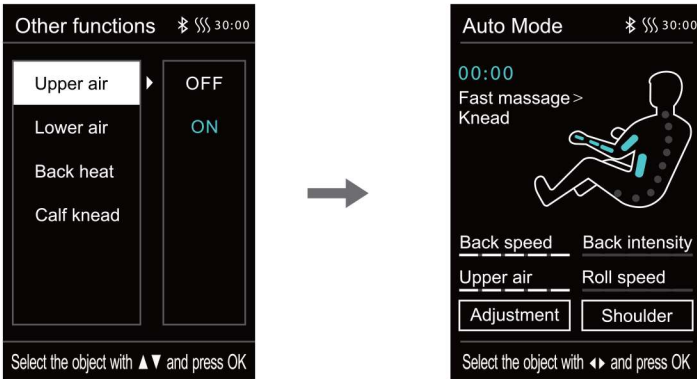 Other functions 30:00
Upper air OFF
Lower air ON
Back heat
Calf knead
Select the object with ▲▼ and press OK
Auto Mode 30:00
00:00
Fast massage>
Knead
Back speed Back intensity
Upper air Roll speed
Adjustment Shoulder
Select the object with ◂▸ and press OK